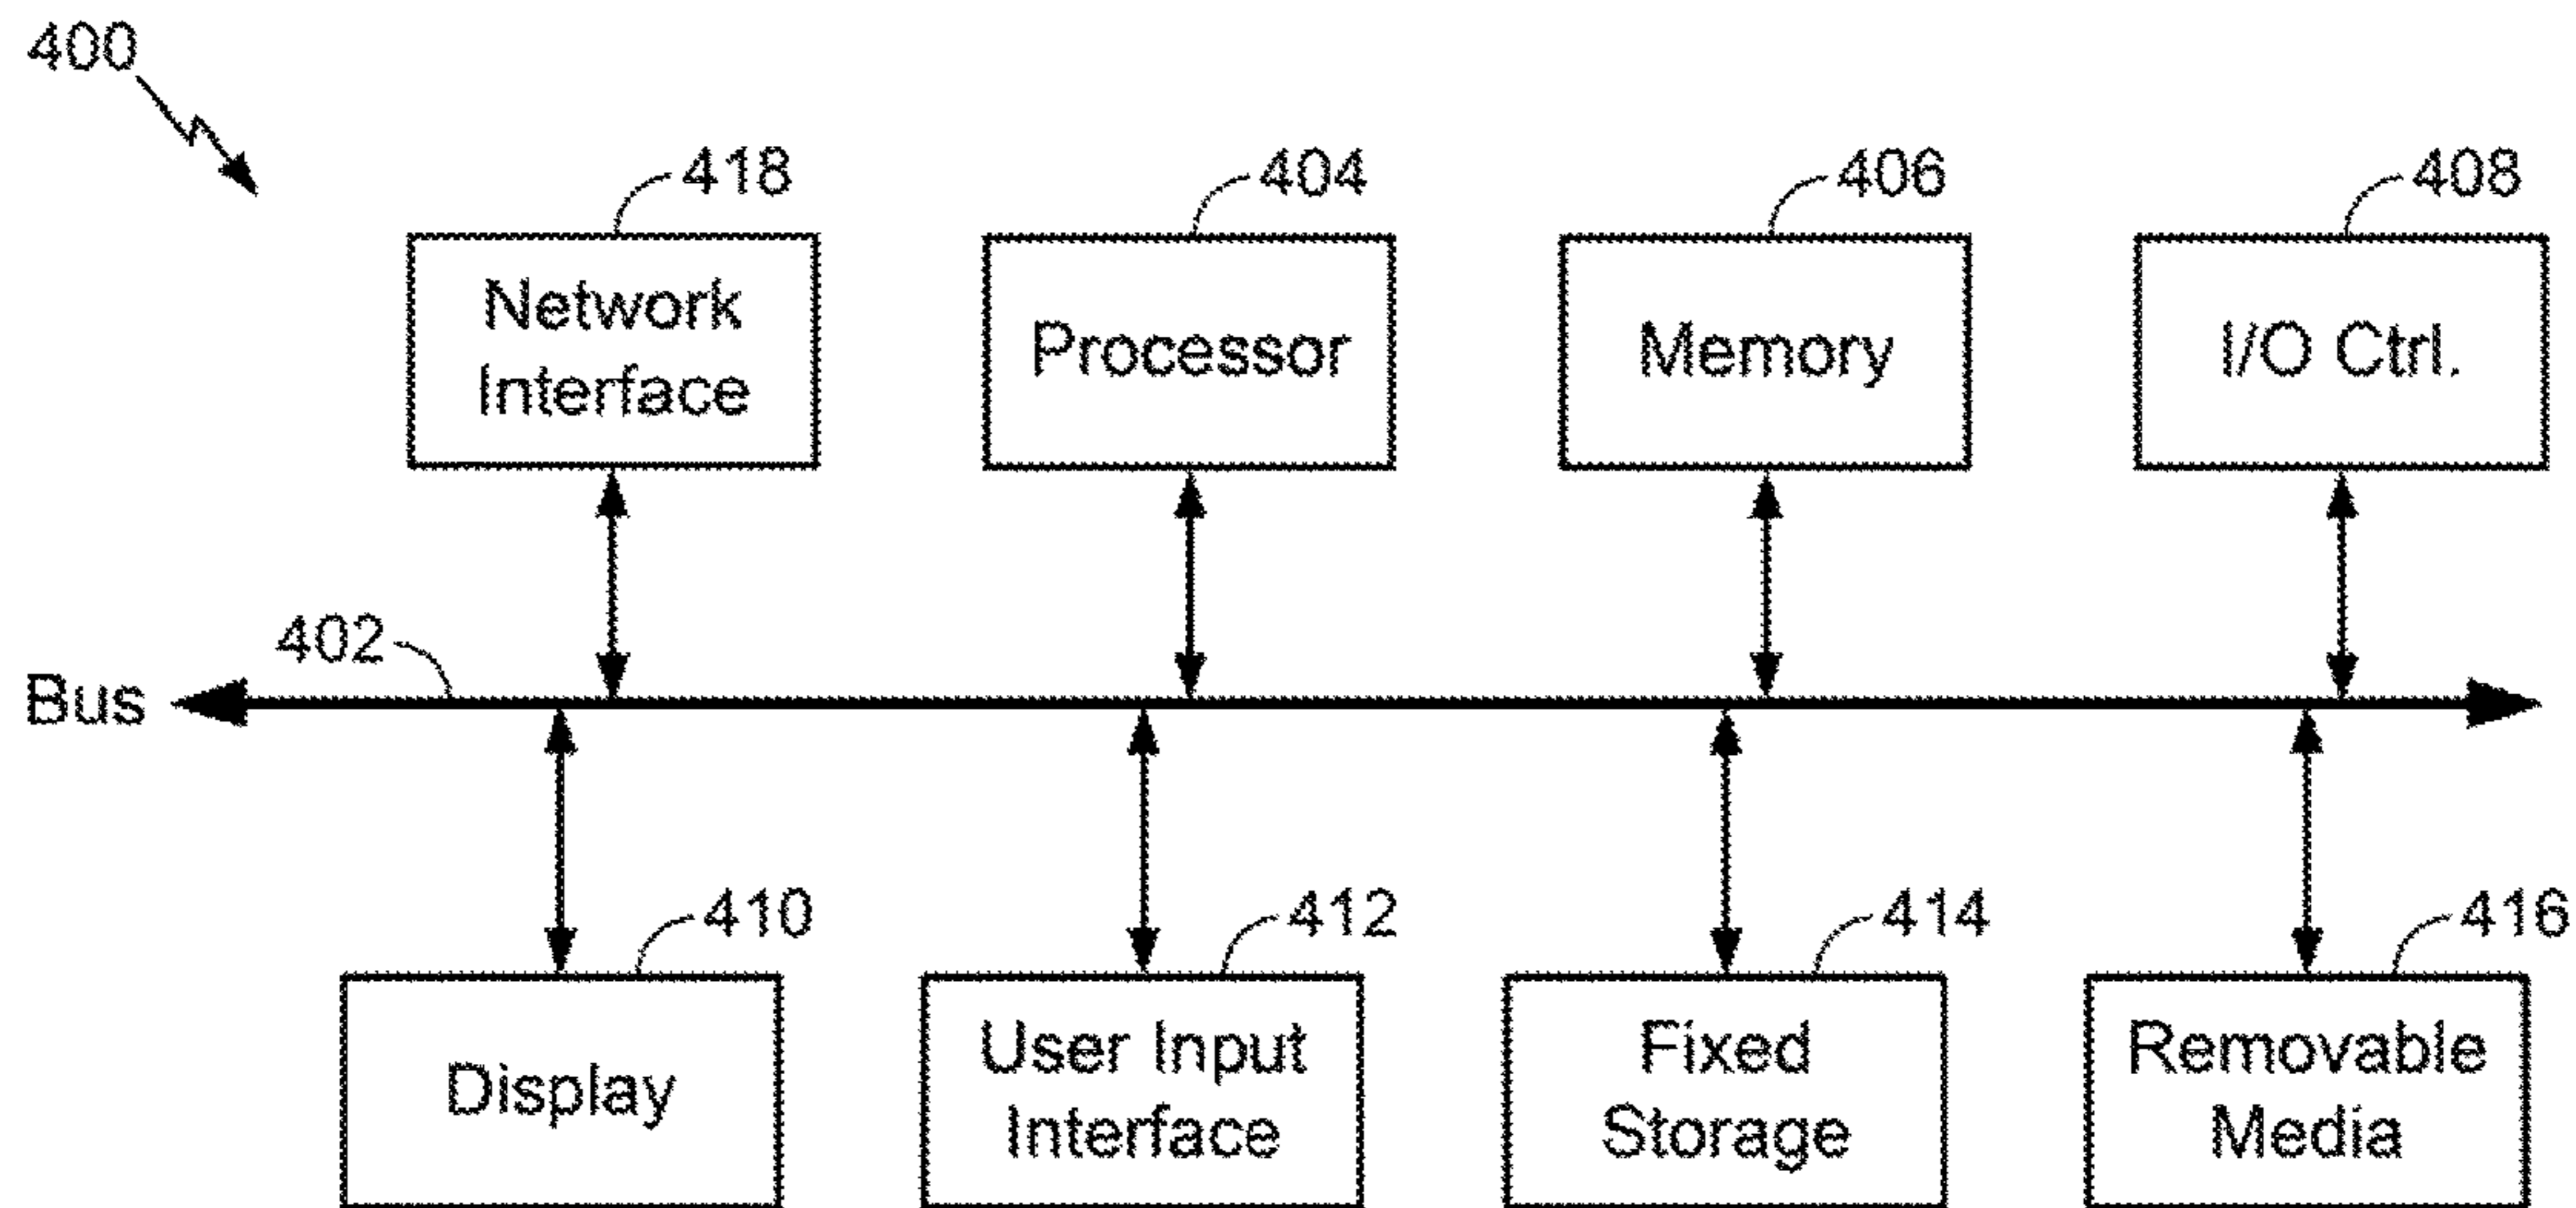 400
418
404
406
408
Network
Interface
Processor
Memory
I/O Ctrl.
402
Bus
410
412
414
416
Display
User Input
Interface
Fixed
Storage
Removable
Media